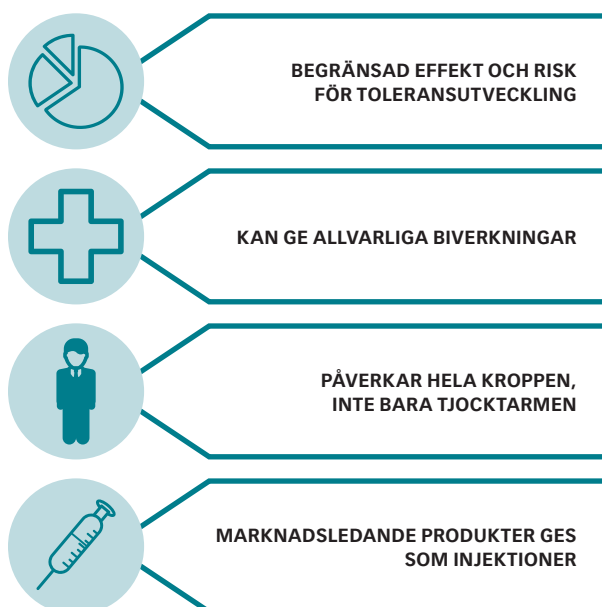 BEGRÄNSAD EFFEKT OCH RISK
FÖR TOLERANSUTVECKLING
KAN GE ALLVARLIGA BIVERKNINGAR
PÅVERKAR HELA KROPPEN,
INTE BARA TJOCKTARMEN
MARKNADSLEDANDE PRODUKTER GES
SOM INJEKTIONER